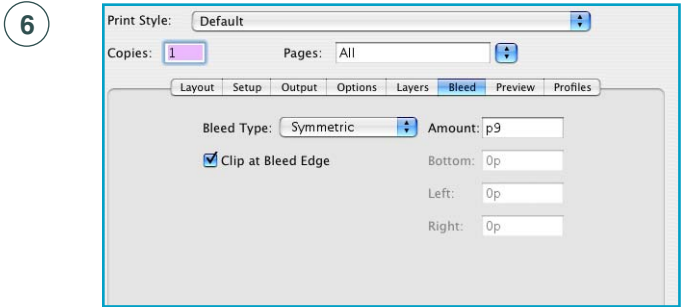 6
Print Style: Default
Copies: 1 Pages: All
Layout Setup Output Options Layers Bleed Preview Profiles
Bleed Type: Symmetric Amount: p9
Clip at Bleed Edge Bottom: 0p
Left: 0p
Right: 0p